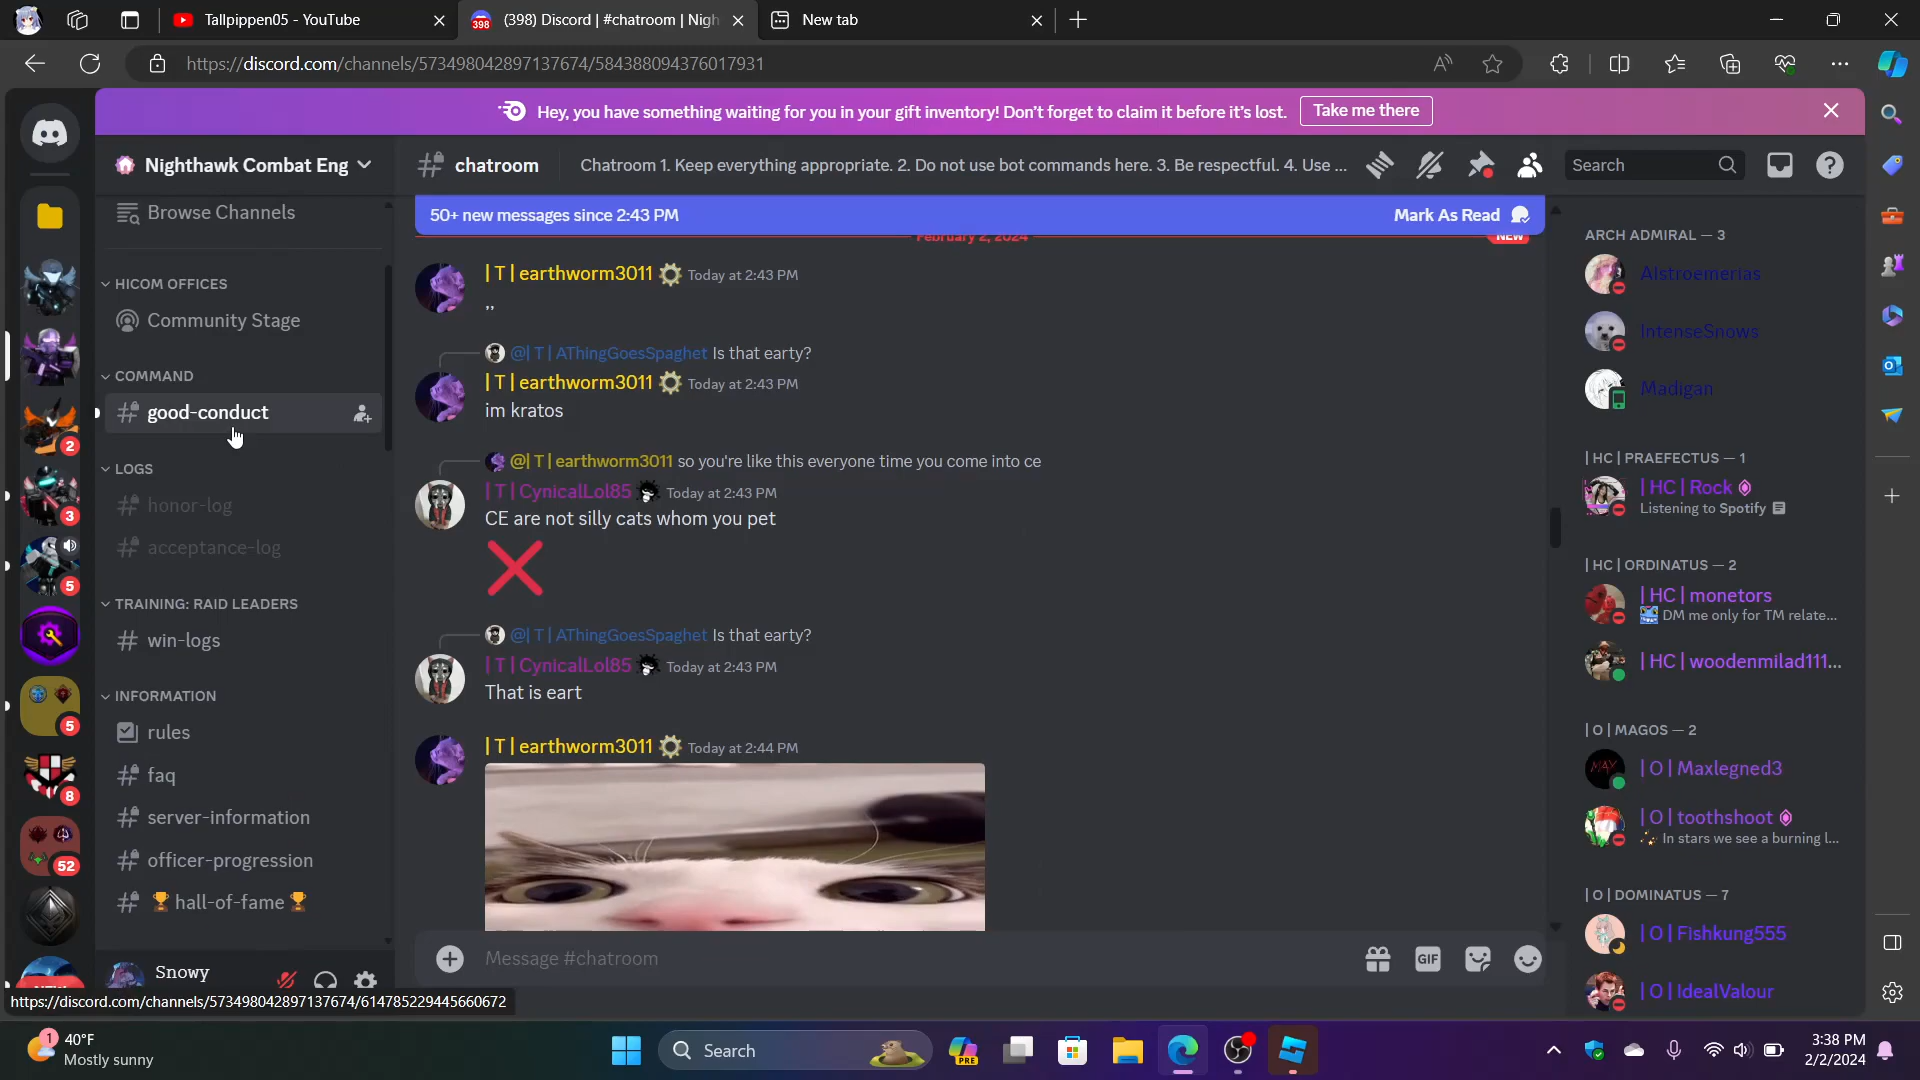 Tallpippen05 - YouTube
398
(398) Discord | #chatroom | Nigh
New tab
https://discord.com/channels/573498042897137674/584388094376017931
Hey, you have something waiting for you in your gift inventory! Don't forget to claim it before it's lost.
Take me there
Nighthawk Combat Eng
chatroom
Chatroom 1. Keep everything appropriate. 2. Do not use bot commands here. 3. Be respectful. 4. Use ...
Search
Browse Channels
HICOM OFFICES
Community Stage
COMMAND
good-conduct
LOGS
honor-log
acceptance-log
TRAINING: RAID LEADERS
win-logs
INFORMATION
rules
faq
server-information
officer-progression
hall-of-fame
2
3
5
5
8
52
Snowy
https://discord.com/channels/573498042897137674/614785229445660672
50+ new messages since 2:43 PM
Mark As Read
February 2, 2024
NEW
| T | earthworm3011 Today at 2:43 PM
,,
@| T | AThingGoesSpaghet Is that earty?
| T | earthworm3011 Today at 2:43 PM
im kratos
@| T | earthworm3011 so you're like this everyone time you come into ce
| T | CynicalLol85 Today at 2:43 PM
CE are not silly cats whom you pet
@| T | AThingGoesSpaghet Is that earty?
| T | CynicalLol85 Today at 2:43 PM
That is eart
| T | earthworm3011 Today at 2:44 PM
Message #chatroom
GIF
ARCH ADMIRAL — 3
Alstroemerias
IntenseSnows
Madigan
| HC | PRAEFECTUS — 1
| HC | Rock
Listening to Spotify
| HC | ORDINATUS — 2
| HC | monetors
DM me only for TM relate...
| HC | woodenmilad111...
| O | MAGOS — 2
MAX
| O | Maxlegned3
| O | toothshoot
In stars we see a burning l...
| O | DOMINATUS — 7
| O | Fishkung555
| O | IdealValour
1
40°F
Mostly sunny
Search
PRE
3:38 PM
2/2/2024